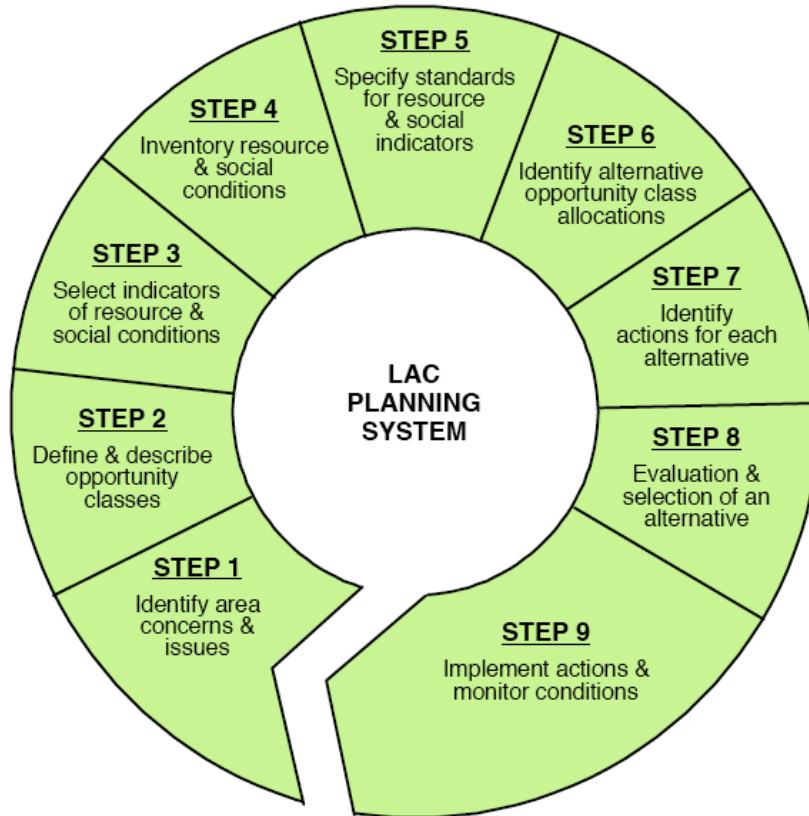 STEP 1
Identify area
concerns &
issues
STEP 2
Define & describe
opportunity
classes
STEP 3
Select indicators
of resource &
social conditions
STEP 4
Inventory resource
& social
conditions
STEP 5
Specify standards
for resource
& social
indicators
STEP 6
Identify alternative
opportunity class
allocations
STEP 7
Identify
actions for each
alternative
STEP 8
Evaluation &
selection of an
alternative
STEP 9
Implement actions &
monitor conditions
LAC
PLANNING
SYSTEM